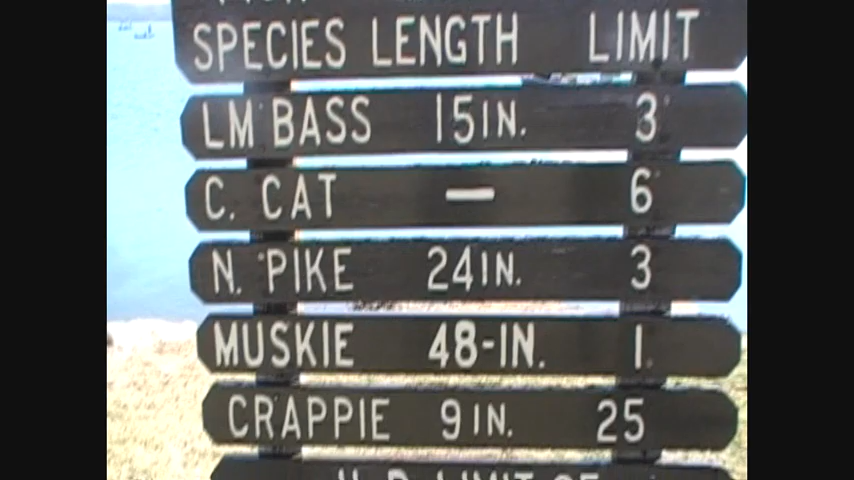 SPECIES LENGTH LIMIT
LM BASS 15IN. 3
C. CAT — 6
N. PIKE 24IN. 3
MUSKIE 48-IN. 1
CRAPPIE 9IN. 25